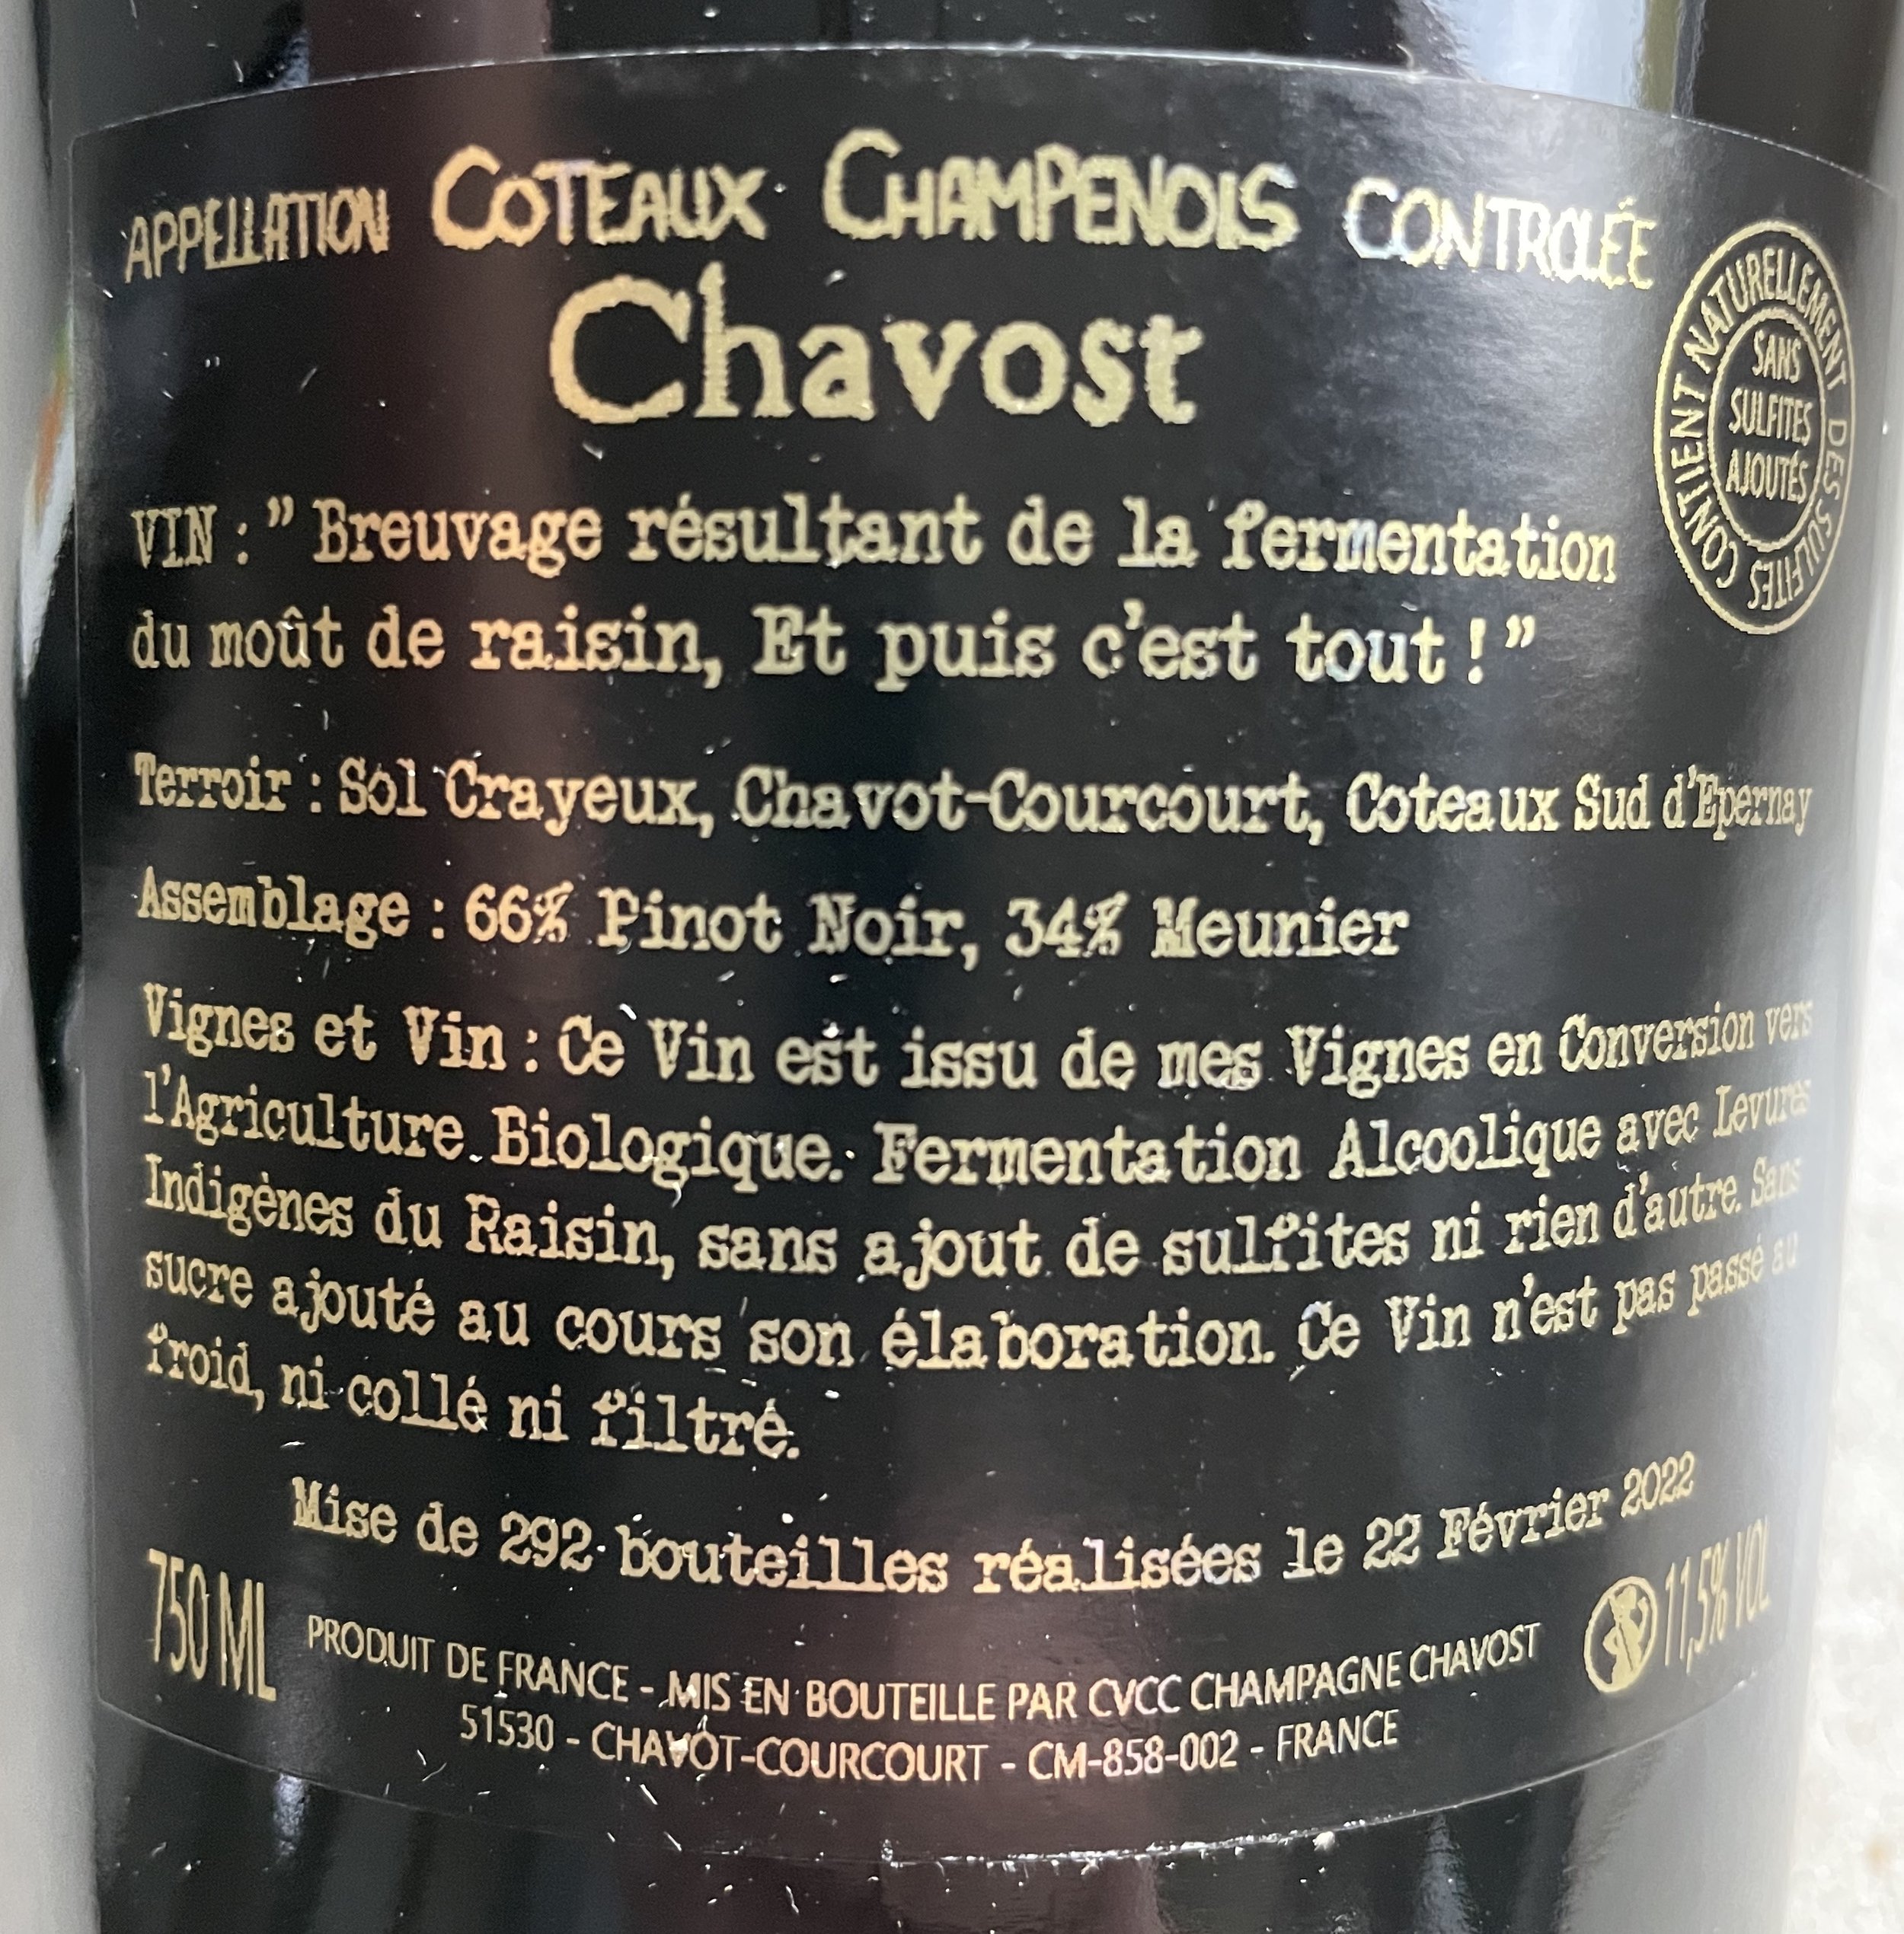 APPELLATION COTEAUX CHAMPENOIS CONTROLÉE
Chavost
CONTIENT NATURELLEMENT DES SULFITES
SANS
SULFITES
AJOUTÉS
VIN : ” Breuvage résultant de la fermentation
du moût de raisin, Et puis c’est tout ! ”
Terroir : Sol Crayeux, Chavot-Courcourt, Coteaux Sud d’Epernay
Assemblage : 66% Pinot Noir, 34% Meunier
Vignes et Vin : Ce Vin est issu de mes Vignes en Conversion vers
l’Agriculture Biologique. Fermentation Alcoolique avec Levures
Indigènes du Raisin, sans ajout de sulfites ni rien d’autre. Sans
sucre ajouté au cours son élaboration. Ce Vin n’est pas passé au
froid, ni collé ni filtré.
Mise de 292 bouteilles réalisées le 22 Février 2022
750 ML
PRODUIT DE FRANCE - MIS EN BOUTEILLE PAR CVCC CHAMPAGNE CHAVOST
51530 - CHAVÔT-COURCOURT - CM-858-002 - FRANCE
11,5% VOL